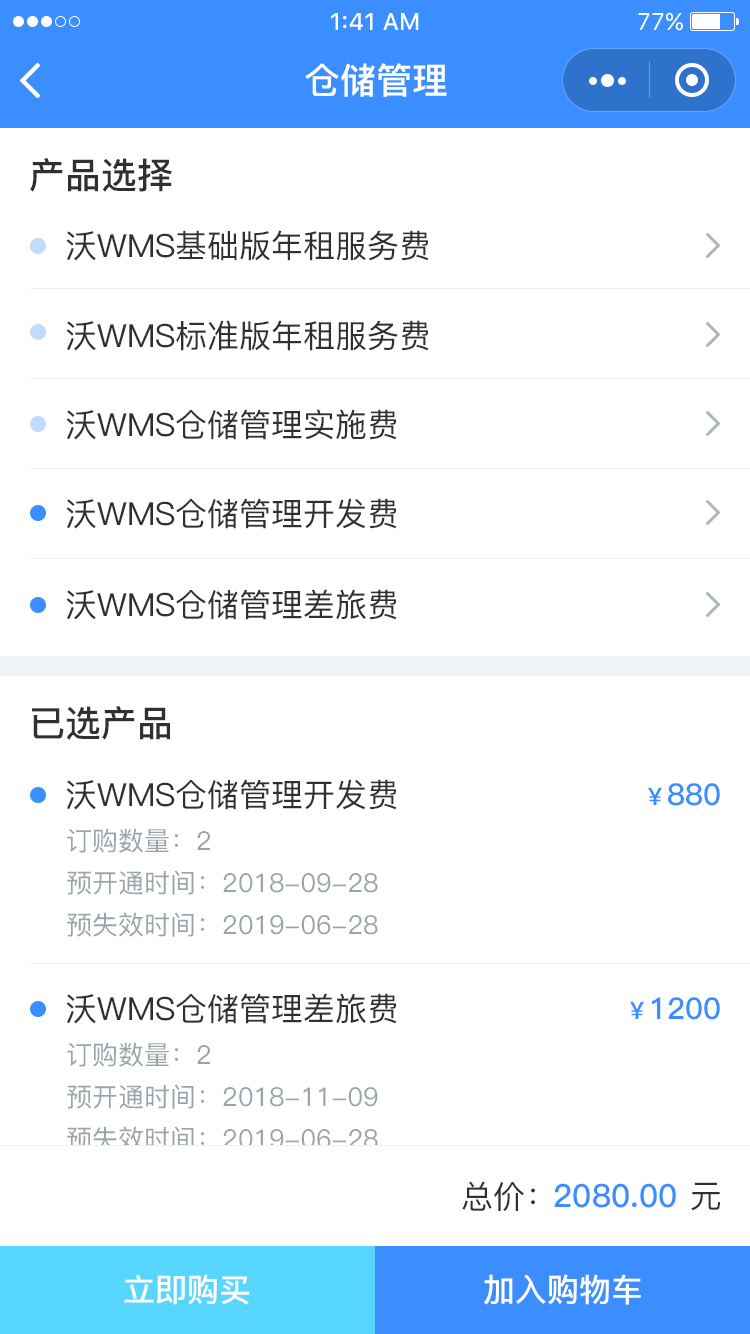 1:41 AM
77%
仓储管理
产品选择
沃WMS基础版年租服务费
沃WMS标准版年租服务费
沃WMS仓储管理实施费
沃WMS仓储管理开发费
沃WMS仓储管理差旅费
已选产品
沃WMS仓储管理开发费 ¥880
订购数量：2
预开通时间：2018-09-28
预失效时间：2019-06-28
沃WMS仓储管理差旅费 ¥1200
订购数量：2
预开通时间：2018-11-09
预失效时间：2019-06-28
总价：2080.00 元
立即购买
加入购物车